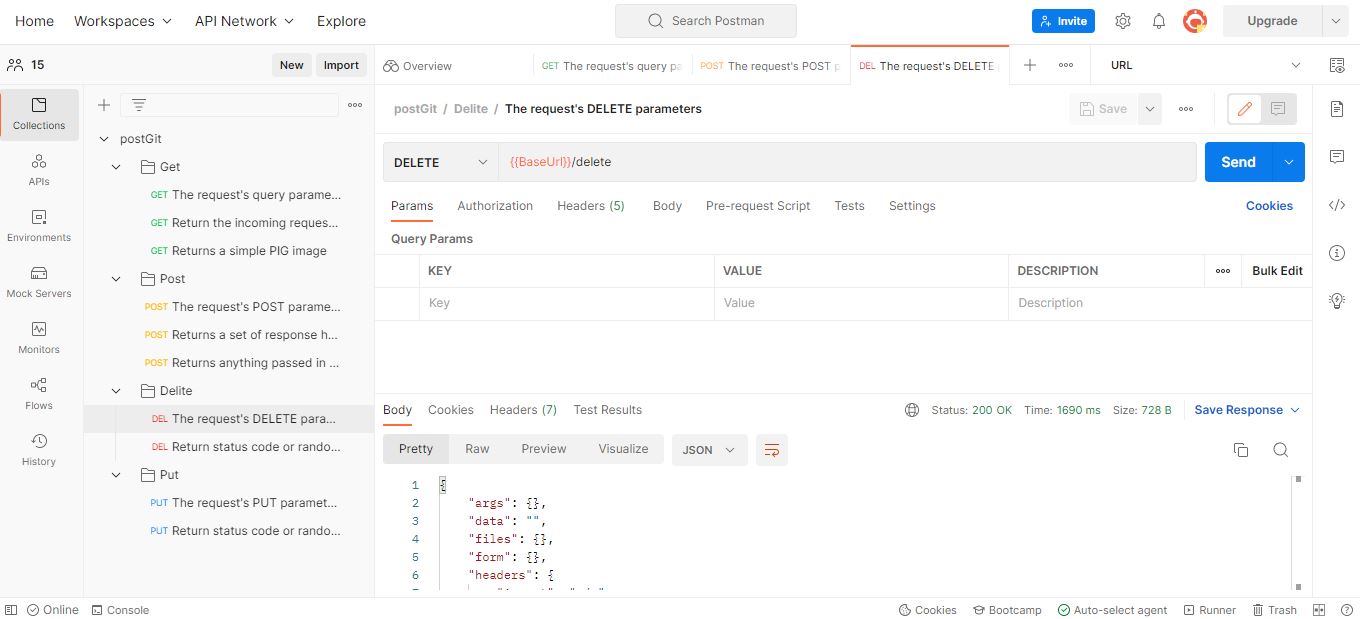 Home Workspaces API Network Explore Search Postman Invite Upgrade
15 New Import Overview GET The request's query pa POST The request's POST p DEL The request's DELETE URL
postGit / Delite / The request's DELETE parameters Save
Collections
APIs
Environments
Mock Servers
Monitors
Flows
History
postGit
Get
GET The request's query parame...
GET Return the incoming reques...
GET Returns a simple PIG image
Post
POST The request's POST parame...
POST Returns a set of response h...
POST Returns anything passed in ...
Delite
DEL The request's DELETE para...
DEL Return status code or rando...
Put
PUT The request's PUT paramet...
PUT Return status code or rando...
DELETE {{BaseUrl}}/delete Send
Params Authorization Headers (5) Body Pre-request Script Tests Settings Cookies
Query Params
KEY VALUE DESCRIPTION Bulk Edit
Key Value Description
Body Cookies Headers (7) Test Results Status: 200 OK Time: 1690 ms Size: 728 B Save Response
Pretty Raw Preview Visualize JSON
1 {
2 "args": {},
3 "data": "",
4 "files": {},
5 "form": {},
6 "headers": {
Online Console Cookies Bootcamp Auto-select agent Runner Trash